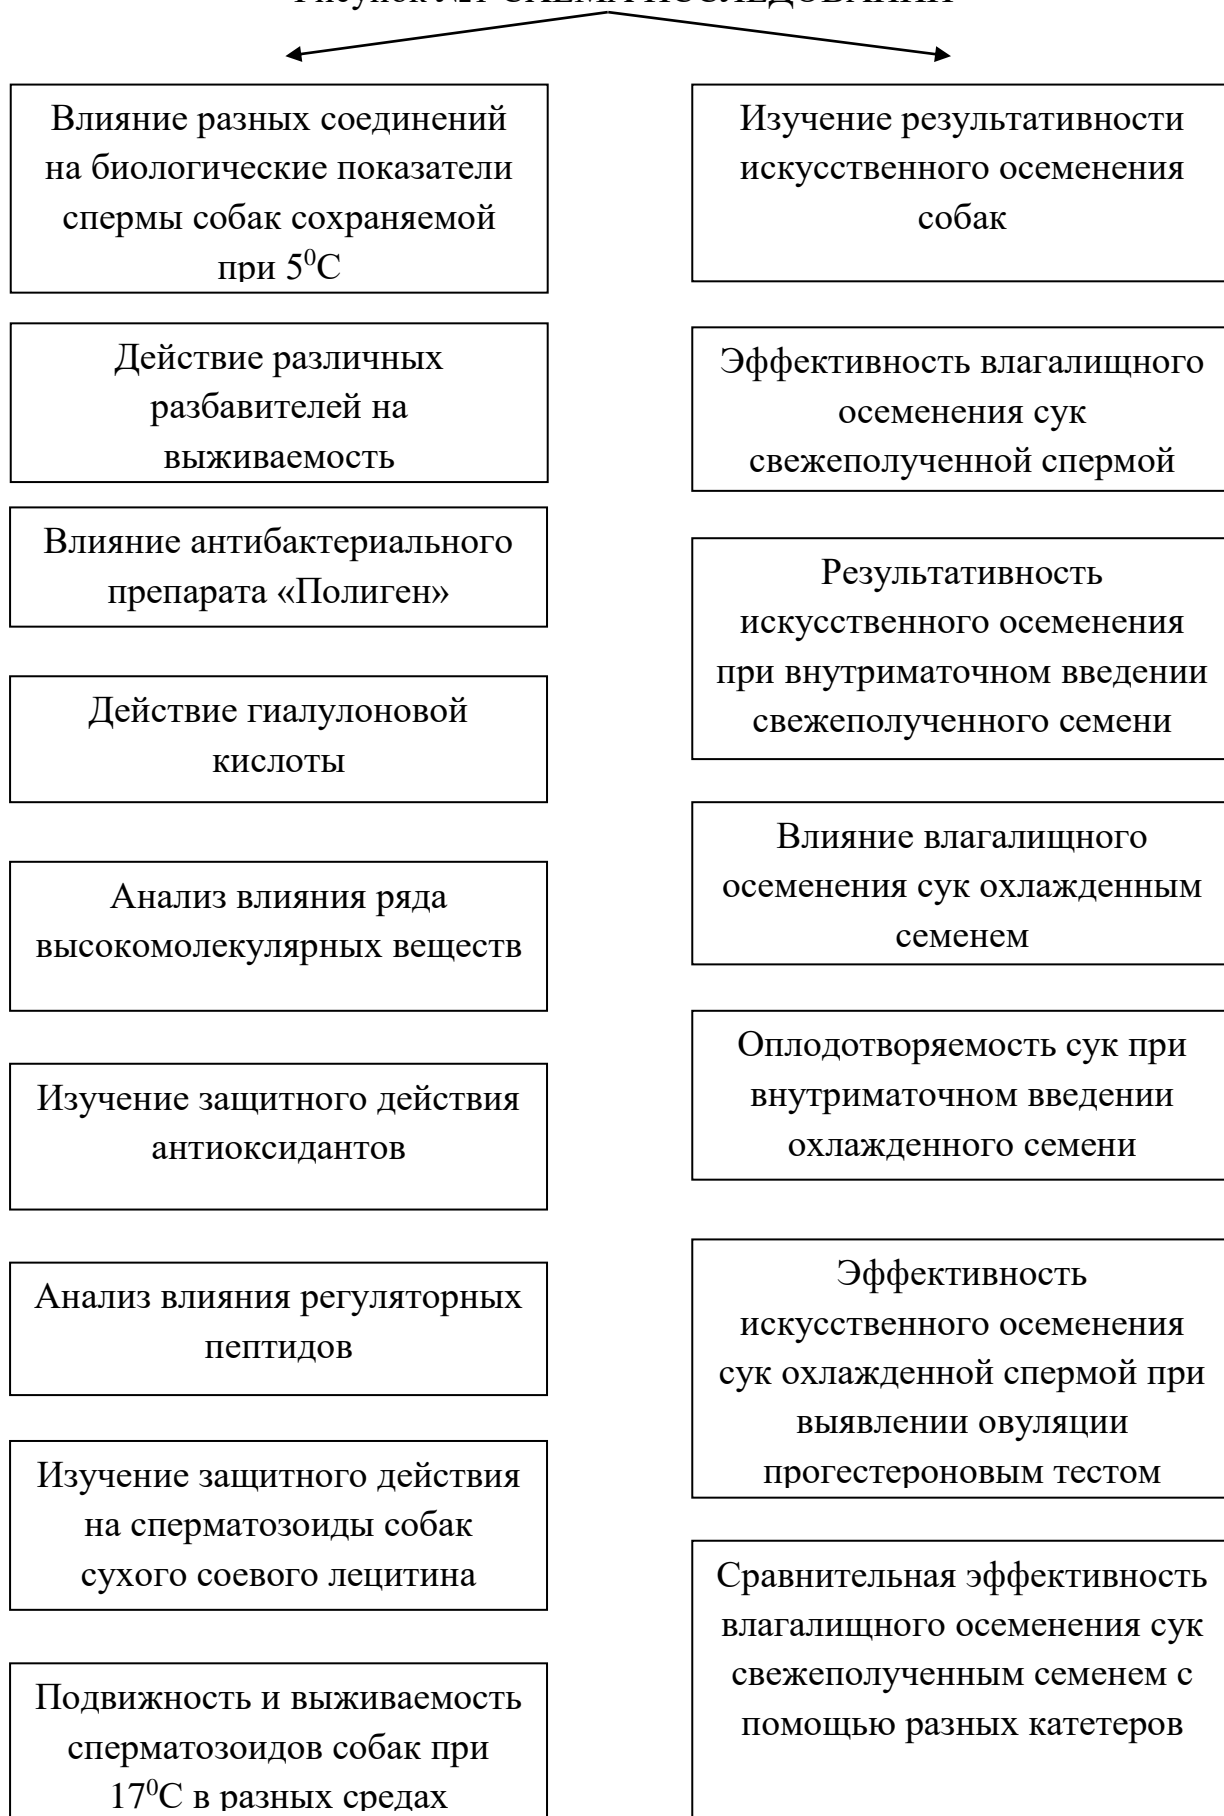 Рисунок №1 СХЕМА ИССЛЕДОВАНИЙ
Влияние разных соединений
на биологические показатели
спермы собак сохраняемой
при 5⁰С
Действие различных
разбавителей на
выживаемость
Влияние антибактериального
препарата «Полиген»
Действие гиалулоновой
кислоты
Анализ влияния ряда
высокомолекулярных веществ
Изучение защитного действия
антиоксидантов
Анализ влияния регуляторных
пептидов
Изучение защитного действия
на сперматозоиды собак
сухого соевого лецитина
Подвижность и выживаемость
сперматозоидов собак при
17⁰С в разных средах
Изучение результативности
искусственного осеменения
собак
Эффективность влагалищного
осеменения сук
свежеполученной спермой
Результативность
искусственного осеменения
при внутриматочном введении
свежеполученного семени
Влияние влагалищного
осеменения сук охлажденным
семенем
Оплодотворяемость сук при
внутриматочном введении
охлажденного семени
Эффективность
искусственного осеменения
сук охлажденной спермой при
выявлении овуляции
прогестероновым тестом
Сравнительная эффективность
влагалищного осеменения сук
свежеполученным семенем с
помощью разных катетеров